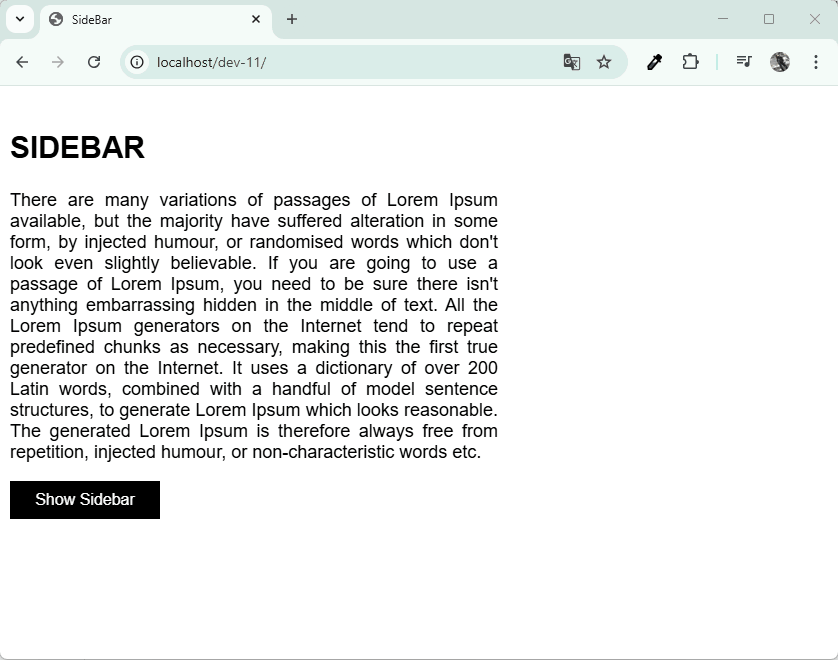 SideBar
localhost/dev-11/
SIDEBAR
There are many variations of passages of Lorem Ipsum
available, but the majority have suffered alteration in some
form, by injected humour, or randomised words which don't
look even slightly believable. If you are going to use a
passage of Lorem Ipsum, you need to be sure there isn't
anything embarrassing hidden in the middle of text. All the
Lorem Ipsum generators on the Internet tend to repeat
predefined chunks as necessary, making this the first true
generator on the Internet. It uses a dictionary of over 200
Latin words, combined with a handful of model sentence
structures, to generate Lorem Ipsum which looks reasonable.
The generated Lorem Ipsum is therefore always free from
repetition, injected humour, or non-characteristic words etc.
Show Sidebar